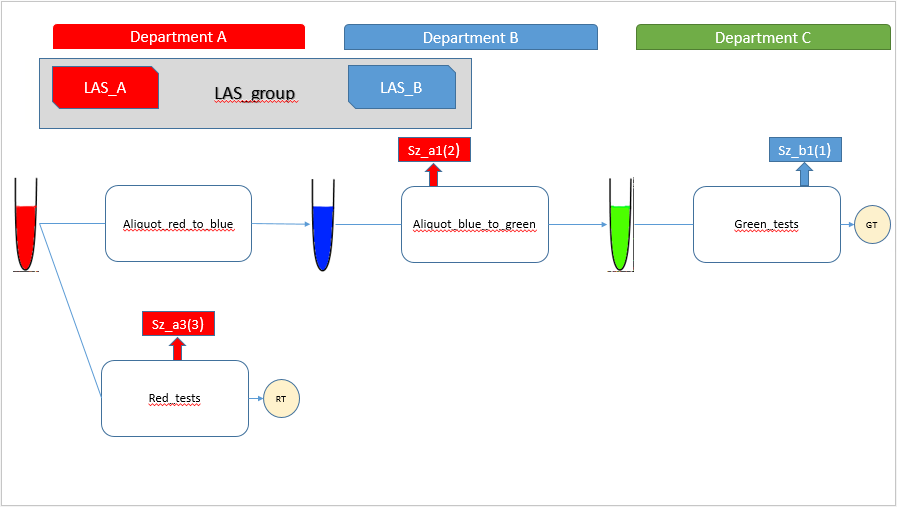 Department A
Department B
Department C
LAS_A
LAS_group
LAS_B
Sz_a1(2)
Sz_b1(1)
Aliquot_red_to_blue
Aliquot_blue_to_green
Green_tests
GT
Sz_a3(3)
Red_tests
RT